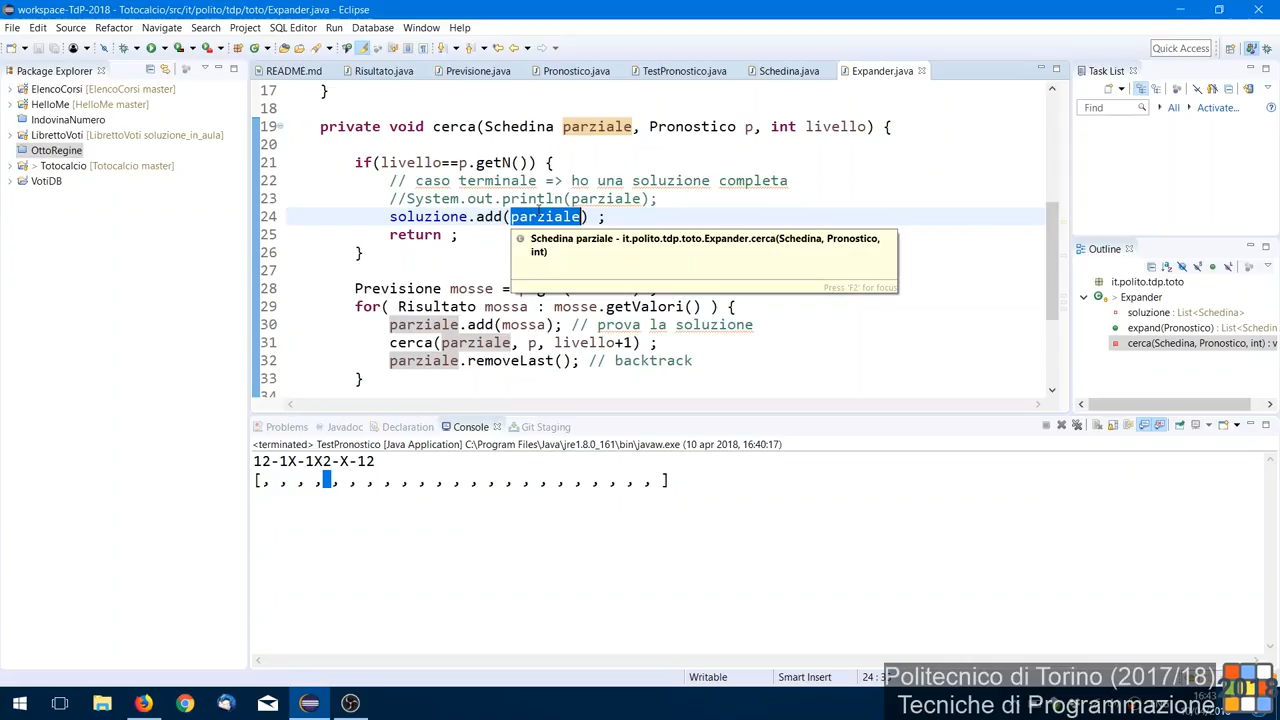 workspace-TdP-2018 - Totocalcio/src/it/polito/tdp/toto/Expander.java - Eclipse
File Edit Source Refactor Navigate Search Project SQL Editor Run Database Window Help
Quick Access
Package Explorer
README.md Risultato.java Previsione.java Pronostico.java TestPronostico.java Schedina.java Expander.java
Task List
ElencoCorsi [ElencoCorsi master]
HelloMe [HelloMe master]
IndovinaNumero
LibrettoVoti [LibrettoVoti soluzione_in_aula]
OttoRegine
> Totocalcio [Totocalcio master]
VotiDB
17 }
18
19 private void cerca(Schedina parziale, Pronostico p, int livello) {
20
21 if(livello==p.getN()) {
22 // caso terminale => ho una soluzione completa
23 //System.out.println(parziale);
24 soluzione.add(parziale) ;
25 return ;
26 }
27
28 Previsione mosse =
29 for( Risultato mossa : mosse.getValori() ) {
30 parziale.add(mossa); // prova la soluzione
31 cerca(parziale, p, livello+1) ;
32 parziale.removeLast(); // backtrack
33 }
34
Schedina parziale - it.polito.tdp.toto.Expander.cerca(Schedina, Pronostico,
int)
Press 'F2' for focus
Find All Activate...
Outline
it.polito.tdp.toto
> Expander
soluzione : List<Schedina>
expand(Pronostico) : List<Schedin
cerca(Schedina, Pronostico, int) : v
Problems Javadoc Declaration Console Git Staging
<terminated> TestPronostico [Java Application] C:\Program Files\Java\jre1.8.0_161\bin\javaw.exe (10 apr 2018, 16:40:17)
12-1X-1X2-X-12
[, , , , , , , , , , , , , , , , , , , , , , , ]
Writable Smart Insert 24 : 3
Politecnico di Torino (2017/18)
Tecniche di Programmazione
2018
16:43